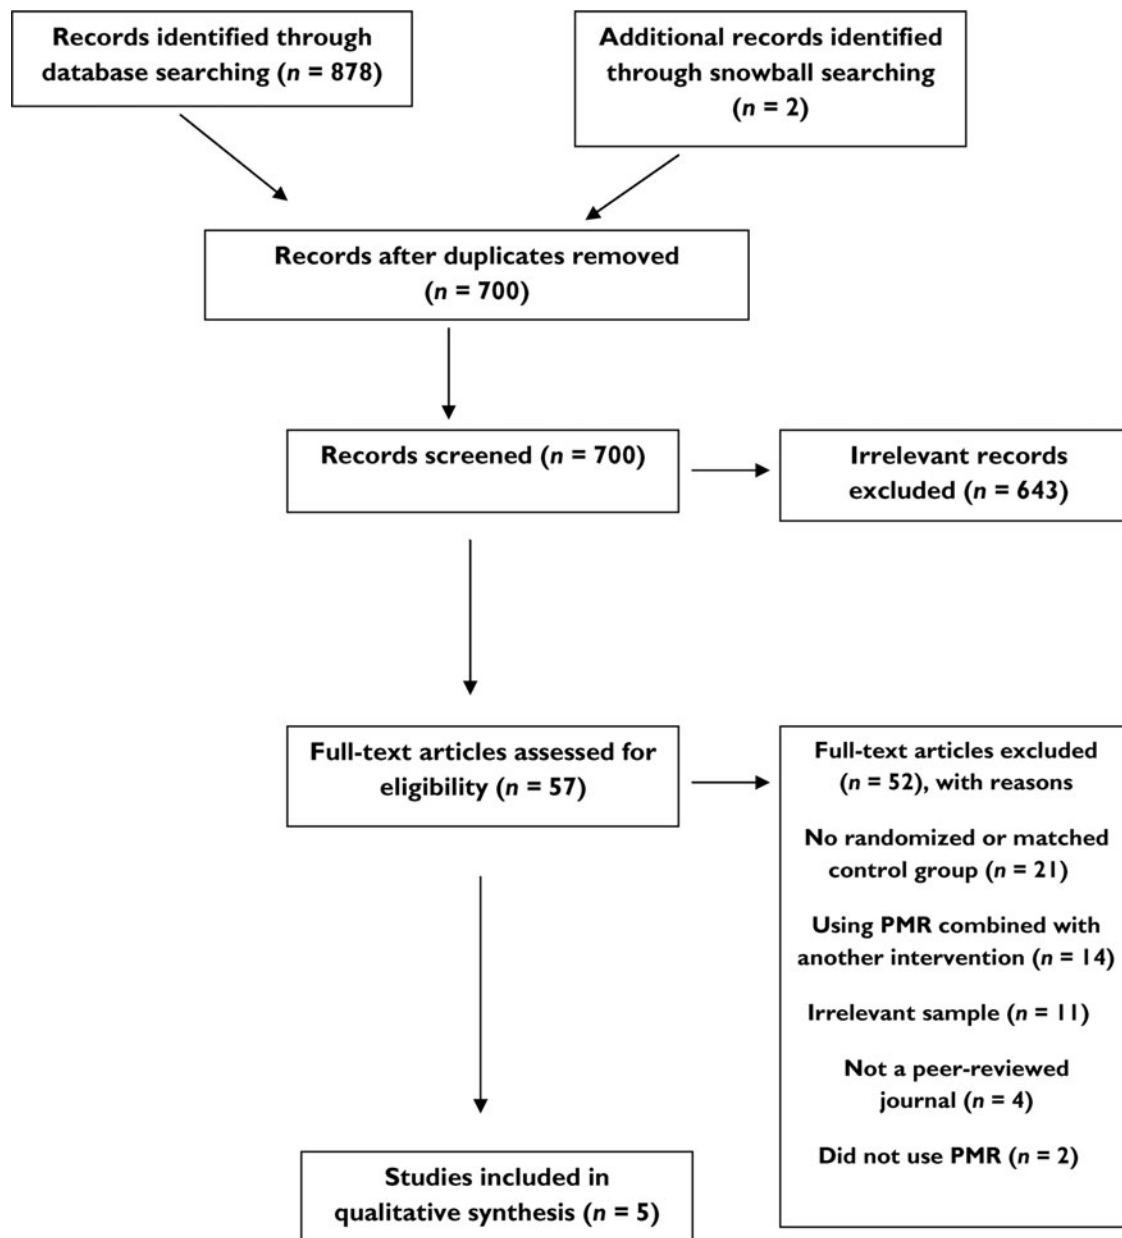 Records identified through
database searching (n = 878)
Additional records identified
through snowball searching
(n = 2)
Records after duplicates removed
(n = 700)
Records screened (n = 700)
Irrelevant records
excluded (n = 643)
Full-text articles assessed for
eligibility (n = 57)
Full-text articles excluded
(n = 52), with reasons
No randomized or matched
control group (n = 21)
Using PMR combined with
another intervention (n = 14)
Irrelevant sample (n = 11)
Not a peer-reviewed
journal (n = 4)
Did not use PMR (n = 2)
Studies included in
qualitative synthesis (n = 5)